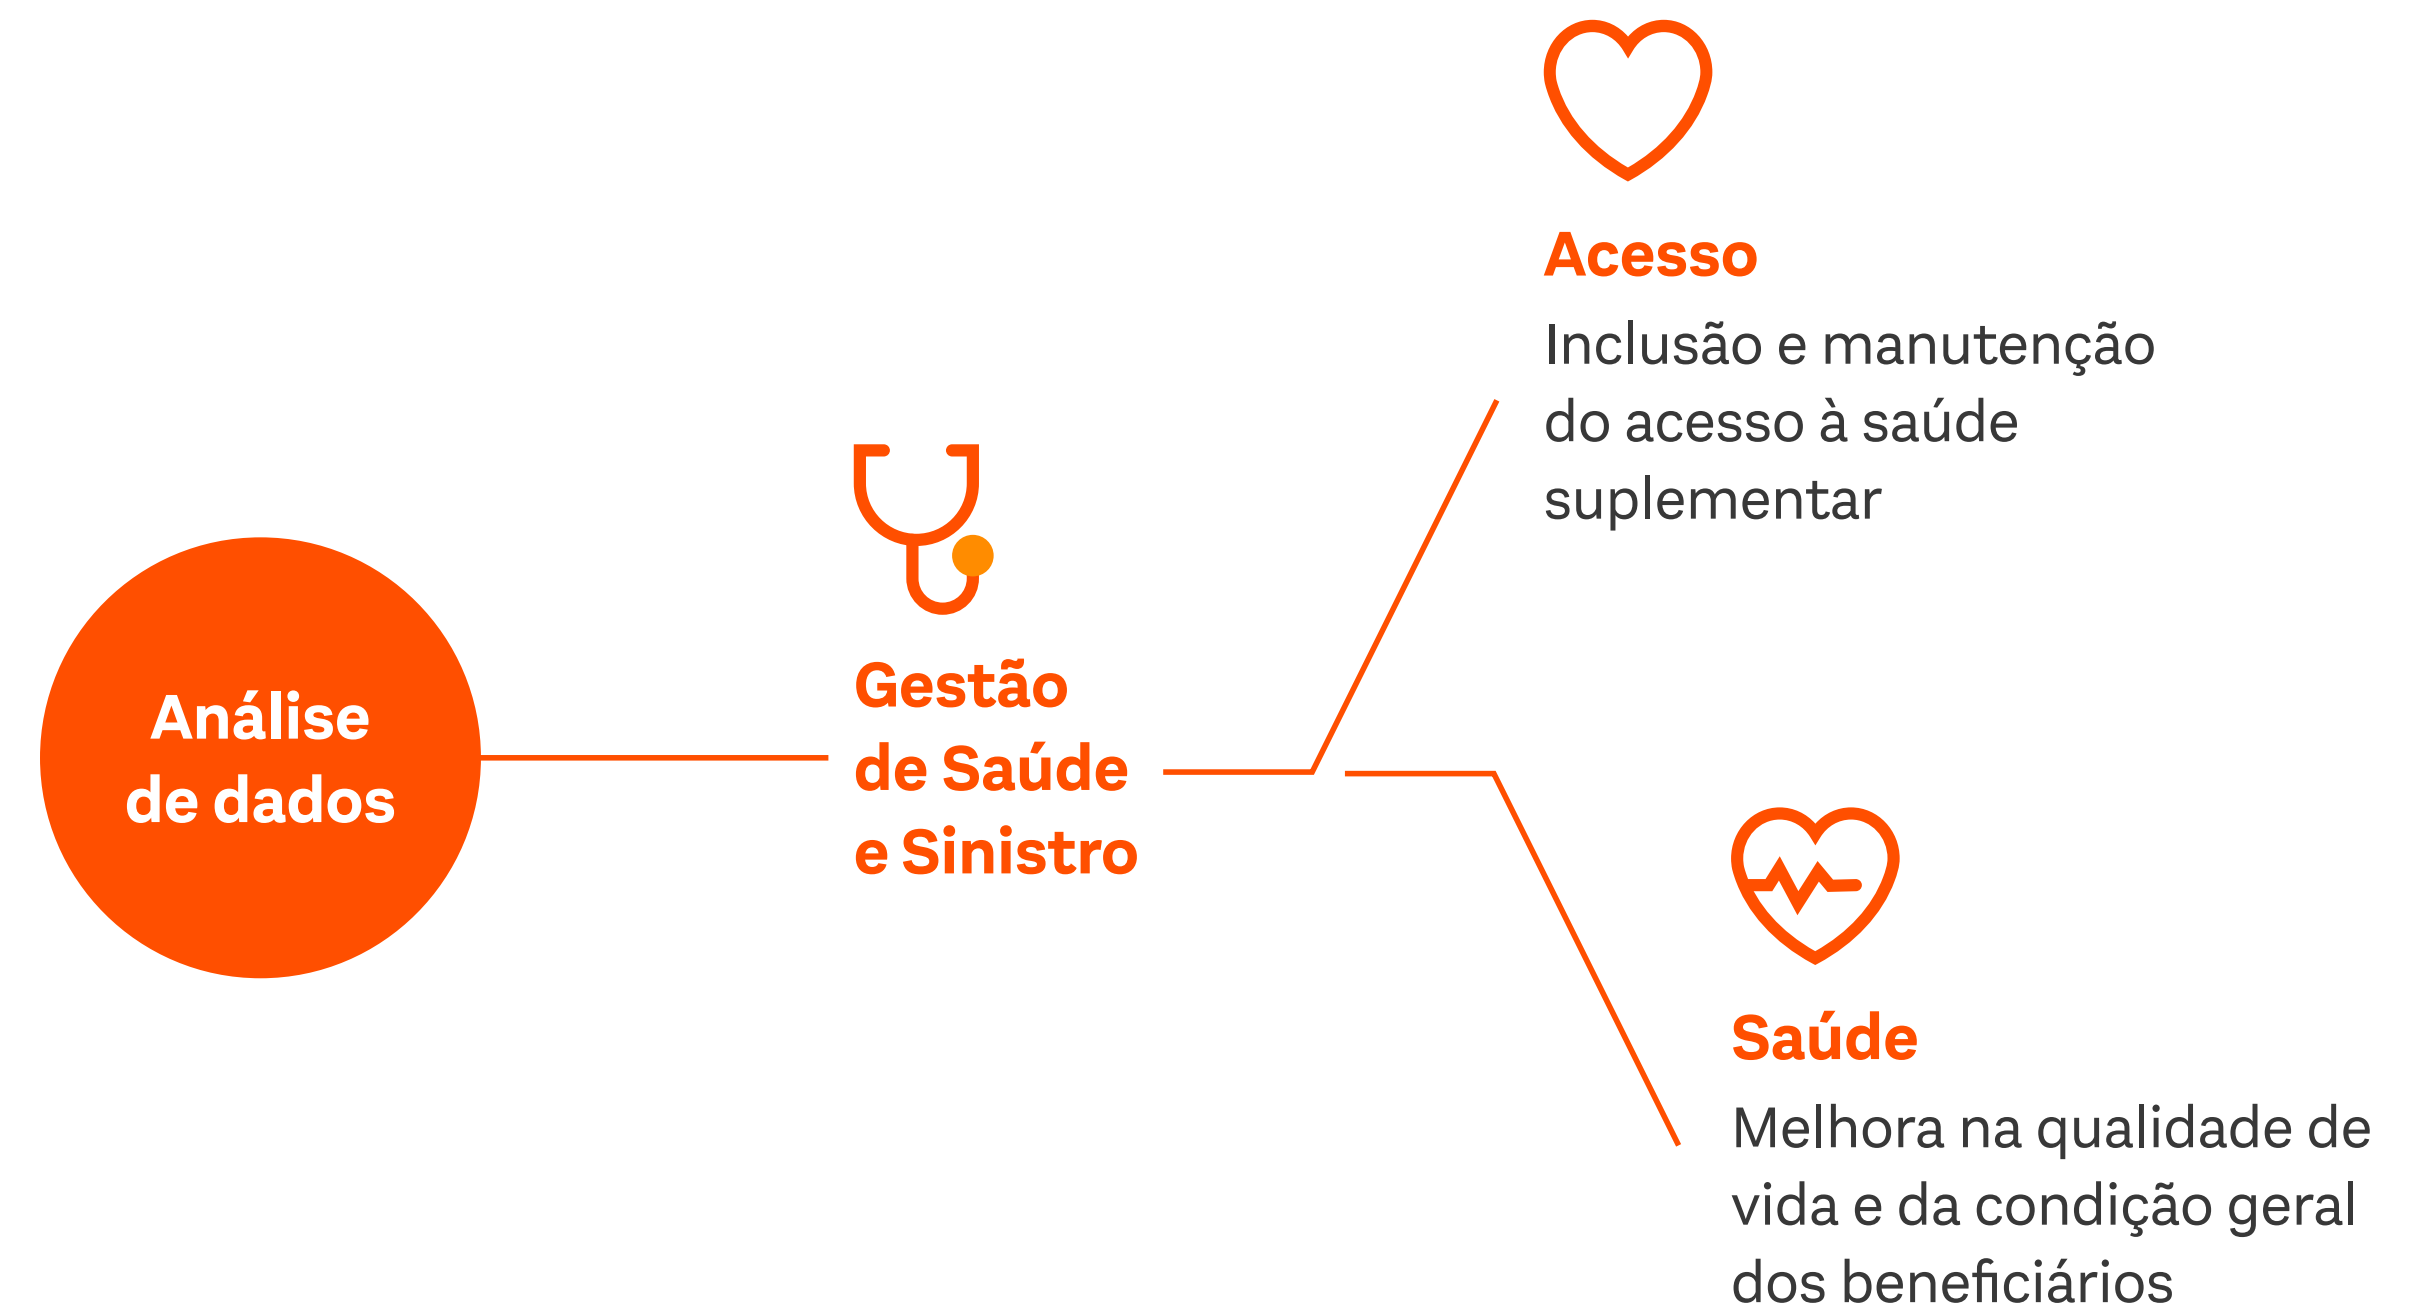 Análise
de dados
Gestão
de Saúde
e Sinistro
Acesso
Inclusão e manutenção
do acesso à saúde
suplementar
Saúde
Melhora na qualidade de
vida e da condição geral
dos beneficiários